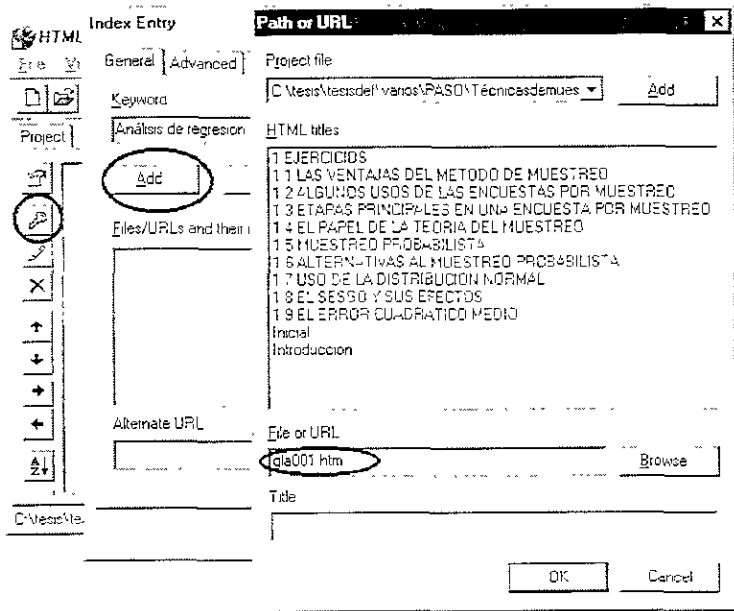 HTML
Project
C:\tesis\te
Index Entry
General
Advanced
Keyword
Análisis de regresion
Add
Files/URLs and their
Alternate URL
Path or URL
Project file
C \tesis\tesisdef\varios\PASO\Técnicasdemues
Add
HTML titles
1 EJERCICIOS
1 1 LAS VENTAJAS DEL METODO DE MUESTREO
1 2 ALGUNOS USOS DE LAS ENCUESTAS POR MUESTREO
1 3 ETAPAS PRINCIPALES EN UNA ENCUESTA POR MUESTREO
1 4 EL PAPEL DE LA TEORIA DEL MUESTREO
1 5 MUESTREO PROBABILISTA
1 6 ALTERNATIVAS AL MUESTREO PROBABILISTA
1 7 USO DE LA DISTRIBUCION NORMAL
1 8 EL SESGO Y SUS EFECTOS
1 9 EL ERROR CUADRATICO MEDIO
Inicial
Introduccion
File or URL
gla001 htm
Browse
Title
OK
Cancel